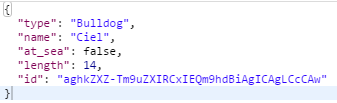 {
"type": "Bulldog",
"name": "Ciel",
"at_sea": false,
"length": 14,
"id": "aghkZXZ-Tm9uZXIRCxIEQm9hdBiAgICAgLCcCAw"
}